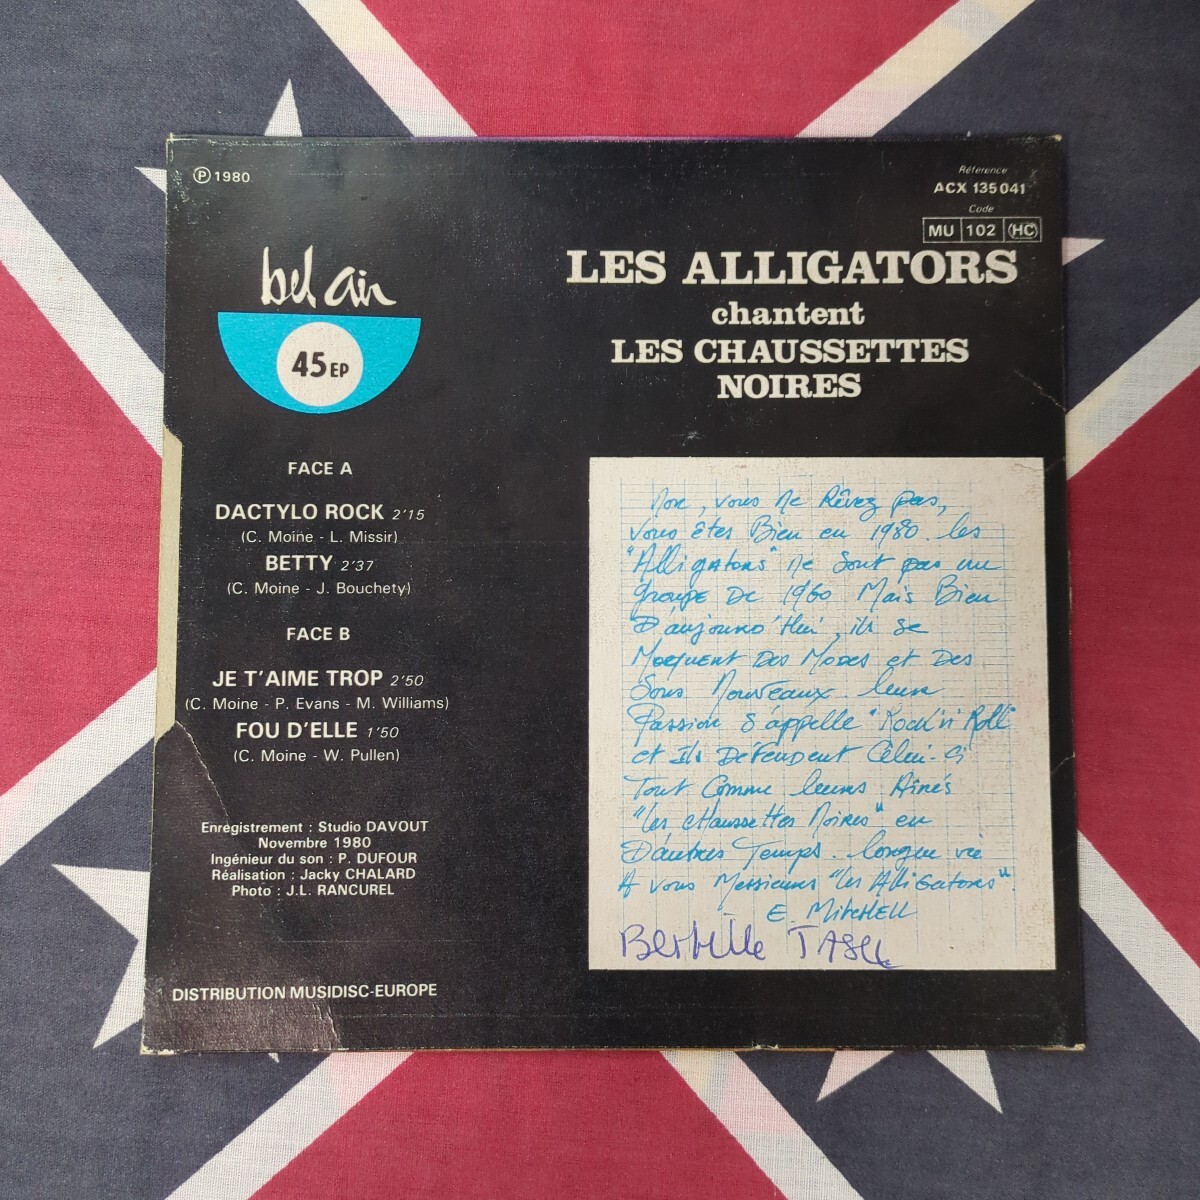 ℗ 1980
Référence
ACX 135 041
Code
MU 102 HC
bel air
45 EP
LES ALLIGATORS
chantent
LES CHAUSSETTES
NOIRES
FACE A
DACTYLO ROCK 2'15
(C. Moine - L. Missir)
BETTY 2'37
(C. Moine - J. Bouchety)
FACE B
JE T'AIME TROP 2'50
(C. Moine - P. Evans - M. Williams)
FOU D'ELLE 1'50
(C. Moine - W. Pullen)
Enregistrement : Studio DAVOUT
Novembre 1980
Ingénieur du son : P. DUFOUR
Réalisation : Jacky CHALARD
Photo : J.L. RANCUREL
DISTRIBUTION MUSIDISC-EUROPE
Non, vous ne Rêvez pas,
vous êtes Bien en 1980. les
"Alligators" ne sont pas un
groupe De 1960 Mais Bien
D'aujourd'Hui, ils se
Moquent Des Modes et Des
Sons Nouveaux. leur
Passion s'appelle "Rock'n'Roll"
et Ils Defendent Celui-Ci
Tout Comme leurs Aînés
"les chaussettes Noires" en
D'autres Temps. longue vie
A vous Messieurs "les Alligators".
E. MitcHELL